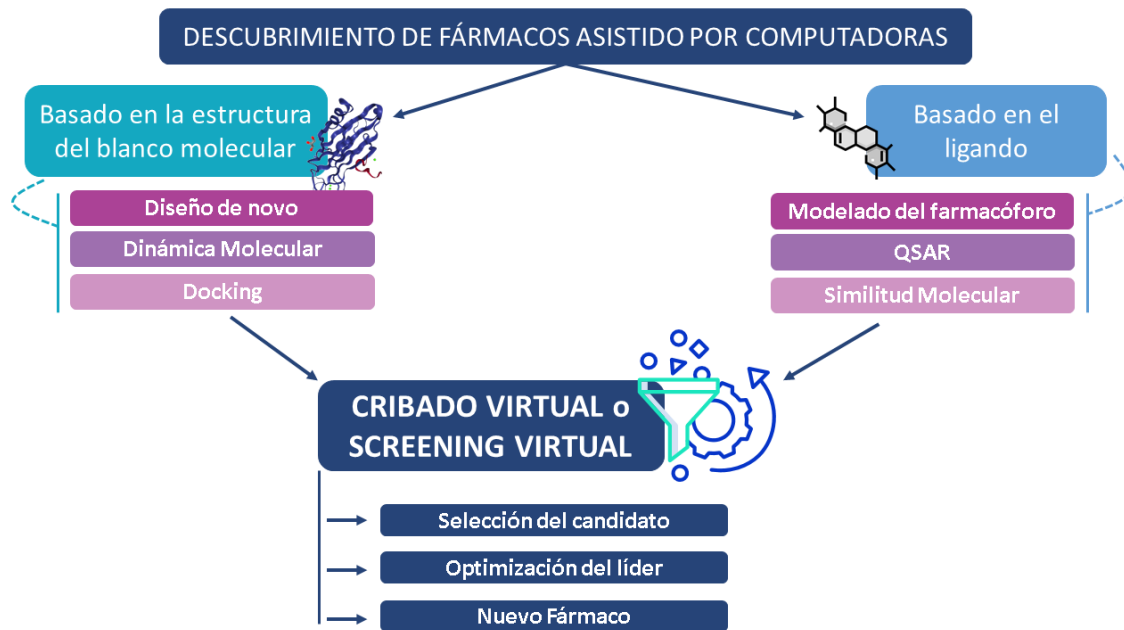 DESCUBRIMIENTO DE FÁRMACOS ASISTIDO POR COMPUTADORAS
Basado en la estructura
del blanco molecular
Diseño de novo
Dinámica Molecular
Docking
Basado en el
ligando
Modelado del farmacóforo
QSAR
Similitud Molecular
CRIBADO VIRTUAL o
SCREENING VIRTUAL
Selección del candidato
Optimización del líder
Nuevo Fármaco